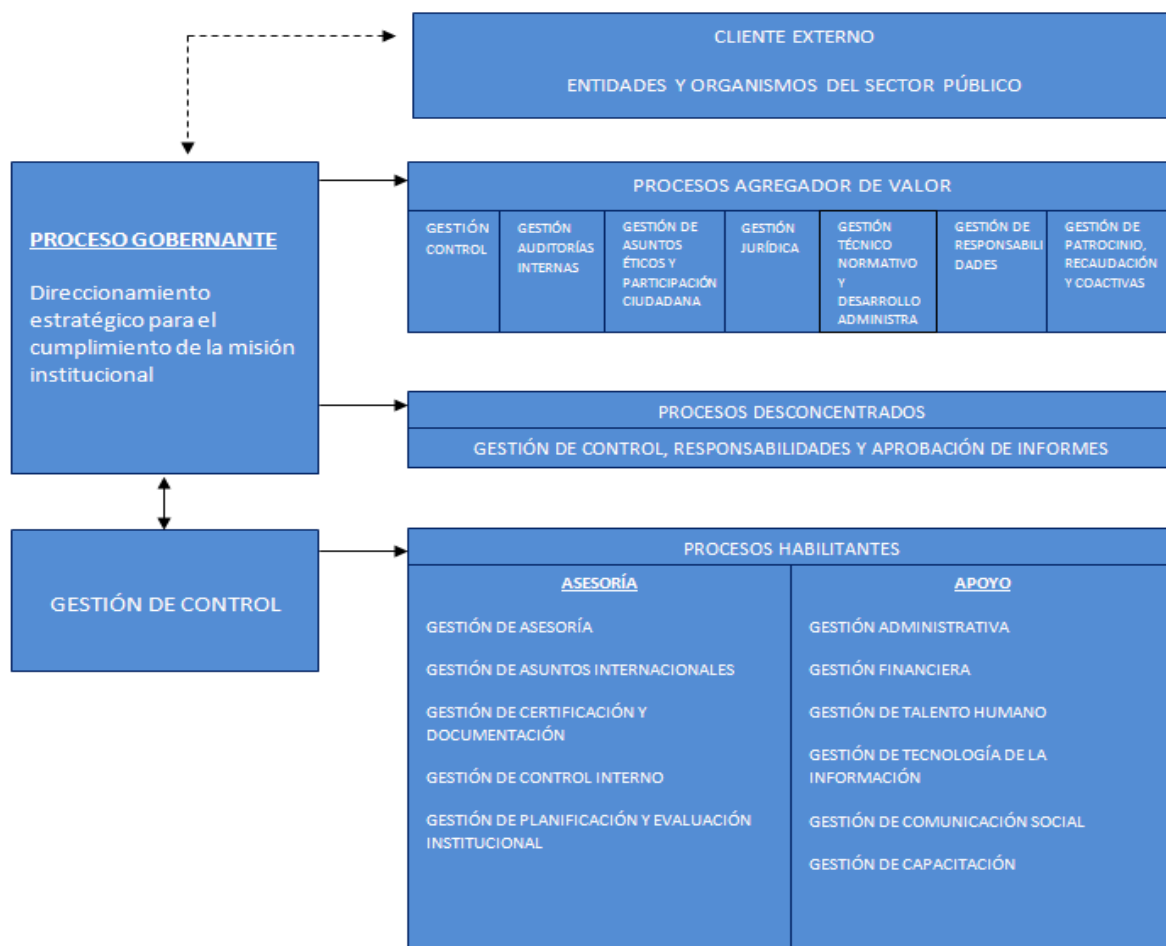 CLIENTE EXTERNO
ENTIDADES Y ORGANISMOS DEL SECTOR PÚBLICO
PROCESO GOBERNANTE
Direccionamiento
estratégico para el
cumplimiento de la misión
institucional
PROCESOS AGREGADOR DE VALOR
GESTIÓN
CONTROL
GESTIÓN
AUDITORÍAS
INTERNAS
GESTIÓN DE
ASUNTOS
ÉTICOS Y
PARTICIPACIÓN
CIUDADANA
GESTIÓN
JURÍDICA
GESTIÓN
TÉCNICO
NORMATIVO
Y
DESARROLLO
ADMINISTRA
GESTIÓN DE
RESPONSABILI
DADES
GESTIÓN DE
PATROCINIO,
RECAUDACIÓN
Y COACTIVAS
PROCESOS DESCONCENTRADOS
GESTIÓN DE CONTROL, RESPONSABILIDADES Y APROBACIÓN DE INFORMES
GESTIÓN DE CONTROL
PROCESOS HABILITANTES
ASESORÍA
GESTIÓN DE ASESORÍA
GESTIÓN DE ASUNTOS INTERNACIONALES
GESTIÓN DE CERTIFICACIÓN Y
DOCUMENTACIÓN
GESTIÓN DE CONTROL INTERNO
GESTIÓN DE PLANIFICACIÓN Y EVALUACIÓN
INSTITUCIONAL
APOYO
GESTIÓN ADMINISTRATIVA
GESTIÓN FINANCIERA
GESTIÓN DE TALENTO HUMANO
GESTIÓN DE TECNOLOGÍA DE LA
INFORMACIÓN
GESTIÓN DE COMUNICACIÓN SOCIAL
GESTIÓN DE CAPACITACIÓN